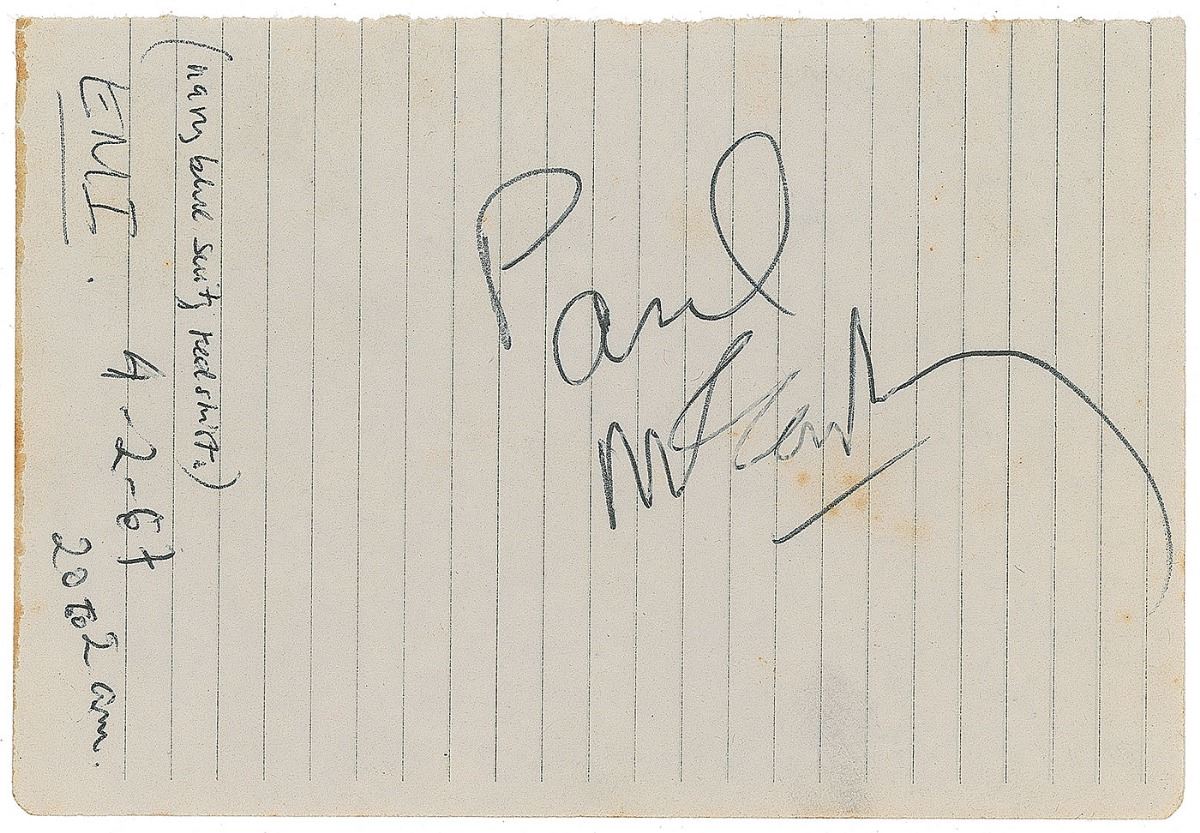 Paul
McCartney
(navy blue suit, red shirt.)
EMI. 4-2-67
20 to 2 am.